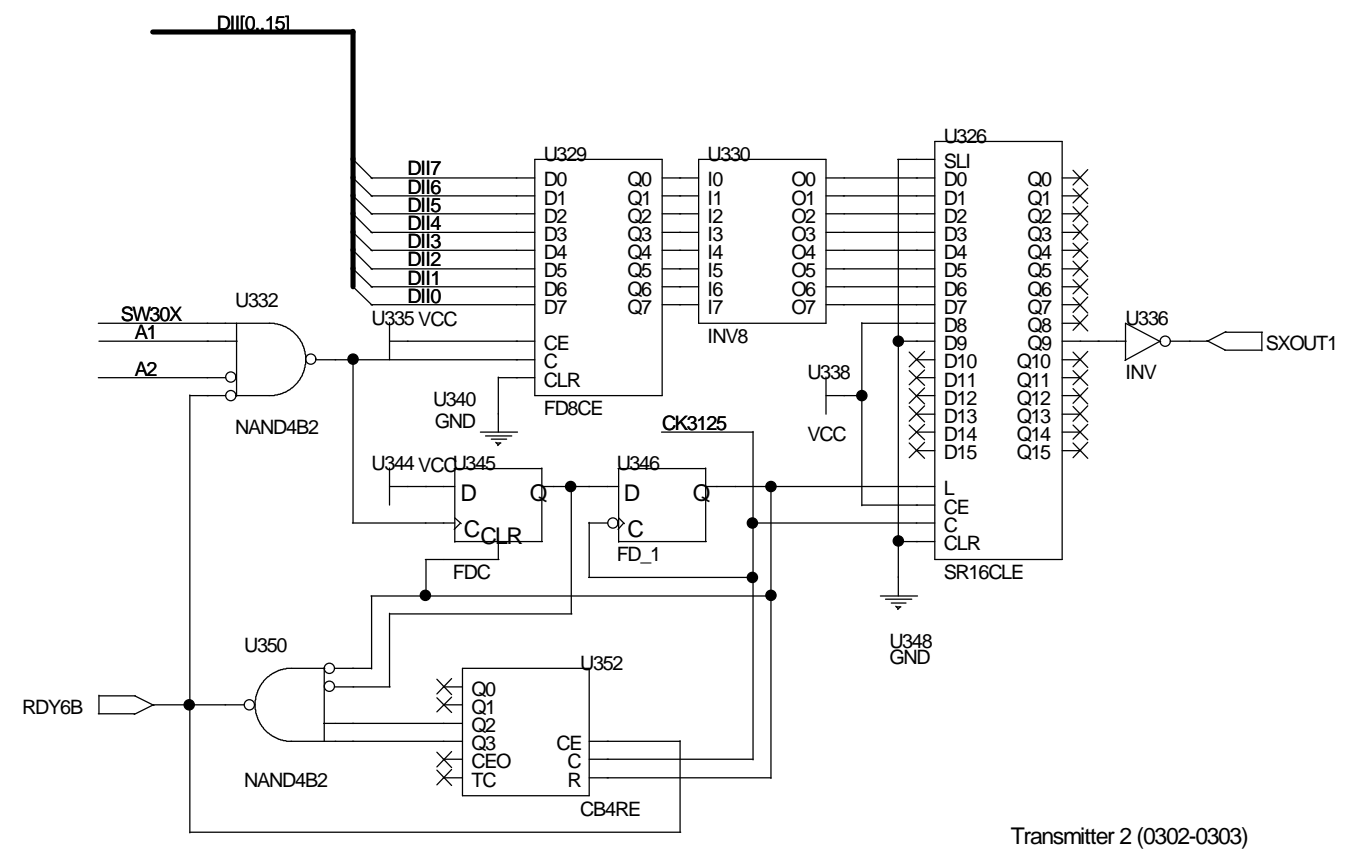 DII[0..15]
U329
U330
U326
DII7
DII6
DII5
DII4
DII3
DII2
DII1
DII0
D0
D1
D2
D3
D4
D5
D6
D7
CE
C
CLR
Q0
Q1
Q2
Q3
Q4
Q5
Q6
Q7
FD8CE
I0
I1
I2
I3
I4
I5
I6
I7
O0
O1
O2
O3
O4
O5
O6
O7
INV8
SLI
D0
D1
D2
D3
D4
D5
D6
D7
D8
D9
D10
D11
D12
D13
D14
D15
L
CE
C
CLR
Q0
Q1
Q2
Q3
Q4
Q5
Q6
Q7
Q8
Q9
Q10
Q11
Q12
Q13
Q14
Q15
SR16CLE
U336
INV
SXOUT1
U332
SW30X
A1
A2
NAND4B2
U335 VCC
U340
GND
U338
VCC
CK3125
U344 VCC
U345
D
Q
C
CLR
FDC
U346
D
Q
C
FD_1
U348
GND
U350
NAND4B2
RDY6B
U352
Q0
Q1
Q2
Q3
CEO
TC
CE
C
R
CB4RE
Transmitter 2 (0302-0303)